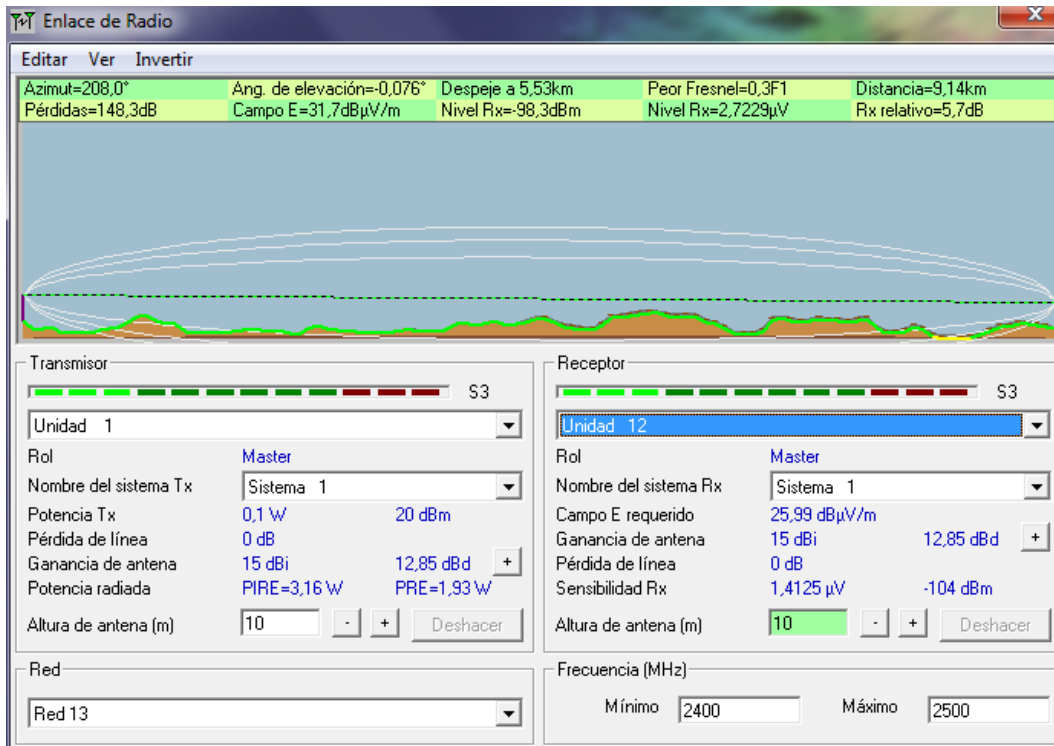 Enlace de Radio
X
Editar Ver Invertir
Azimut=208,0° Ang. de elevación=-0,076° Despeje a 5,53km Peor Fresnel=0,3F1 Distancia=9,14km
Pérdidas=148,3dB Campo E=31,7dBµV/m Nivel Rx=-98,3dBm Nivel Rx=2,7229µV Rx relativo=5,7dB
Transmisor
S3
Unidad 1
Rol Master
Nombre del sistema Tx Sistema 1
Potencia Tx 0,1 W 20 dBm
Pérdida de línea 0 dB
Ganancia de antena 15 dBi 12,85 dBd +
Potencia radiada PIRE=3,16 W PRE=1,93 W
Altura de antena (m) 10 - + Deshacer
Receptor
S3
Unidad 12
Rol Master
Nombre del sistema Rx Sistema 1
Campo E requerido 25,99 dBµV/m
Ganancia de antena 15 dBi 12,85 dBd +
Pérdida de línea 0 dB
Sensibilidad Rx 1,4125 µV -104 dBm
Altura de antena (m) 10 - + Deshacer
Red
Red 13
Frecuencia (MHz)
Mínimo 2400 Máximo 2500